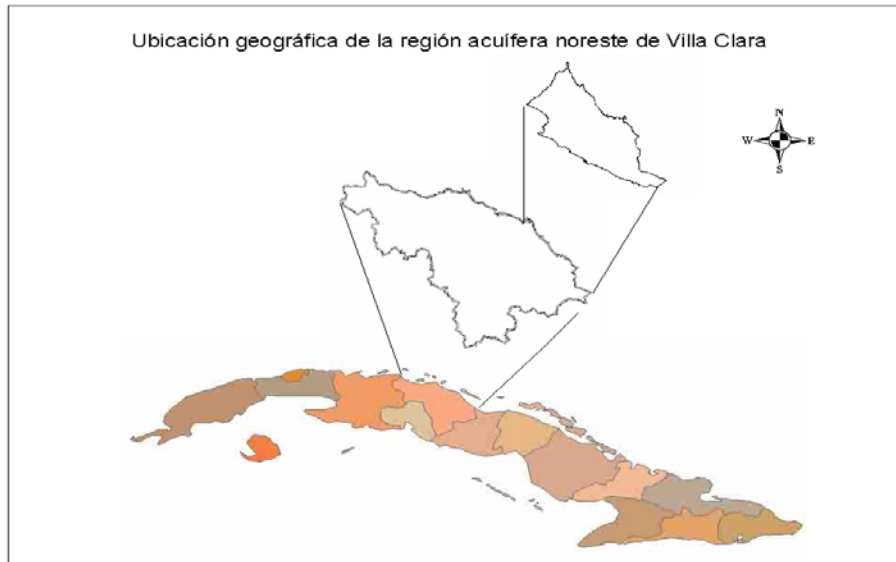 Ubicación geográfica de la región acuífera noreste de Villa Clara
N
W E
S